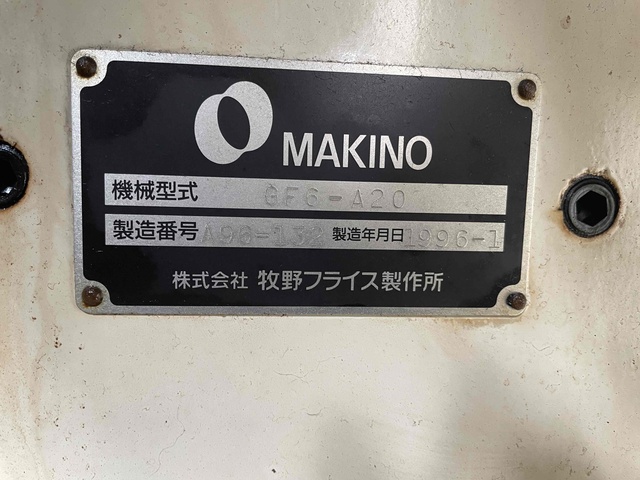 MAKINO
機械型式 GF6-A20
製造番号 A96-132 製造年月日 1996-1
株式会社 牧野フライス製作所